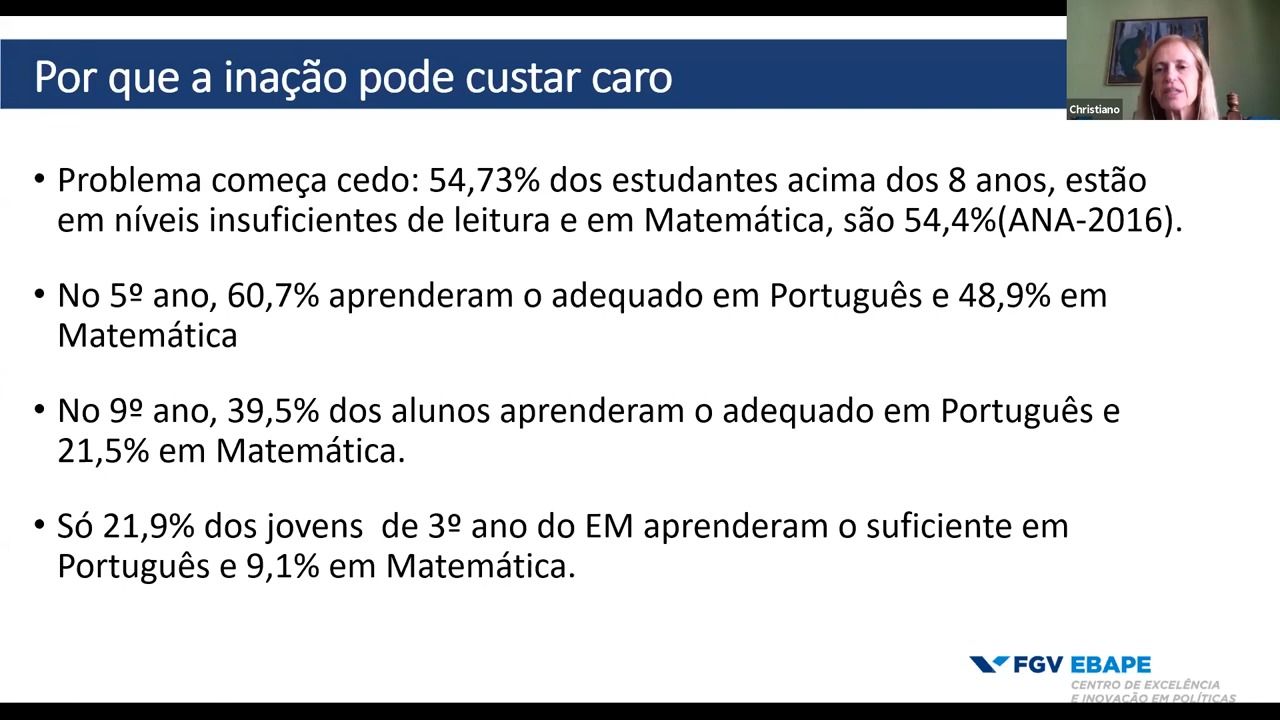 Por que a inação pode custar caro
Christiano
• Problema começa cedo: 54,73% dos estudantes acima dos 8 anos, estão
em níveis insuficientes de leitura e em Matemática, são 54,4%(ANA-2016).
• No 5º ano, 60,7% aprenderam o adequado em Português e 48,9% em
Matemática
• No 9º ano, 39,5% dos alunos aprenderam o adequado em Português e
21,5% em Matemática.
• Só 21,9% dos jovens  de 3º ano do EM aprenderam o suficiente em
Português e 9,1% em Matemática.
FGV EBAPE
CENTRO DE EXCELÊNCIA
E INOVAÇÃO EM POLÍTICAS